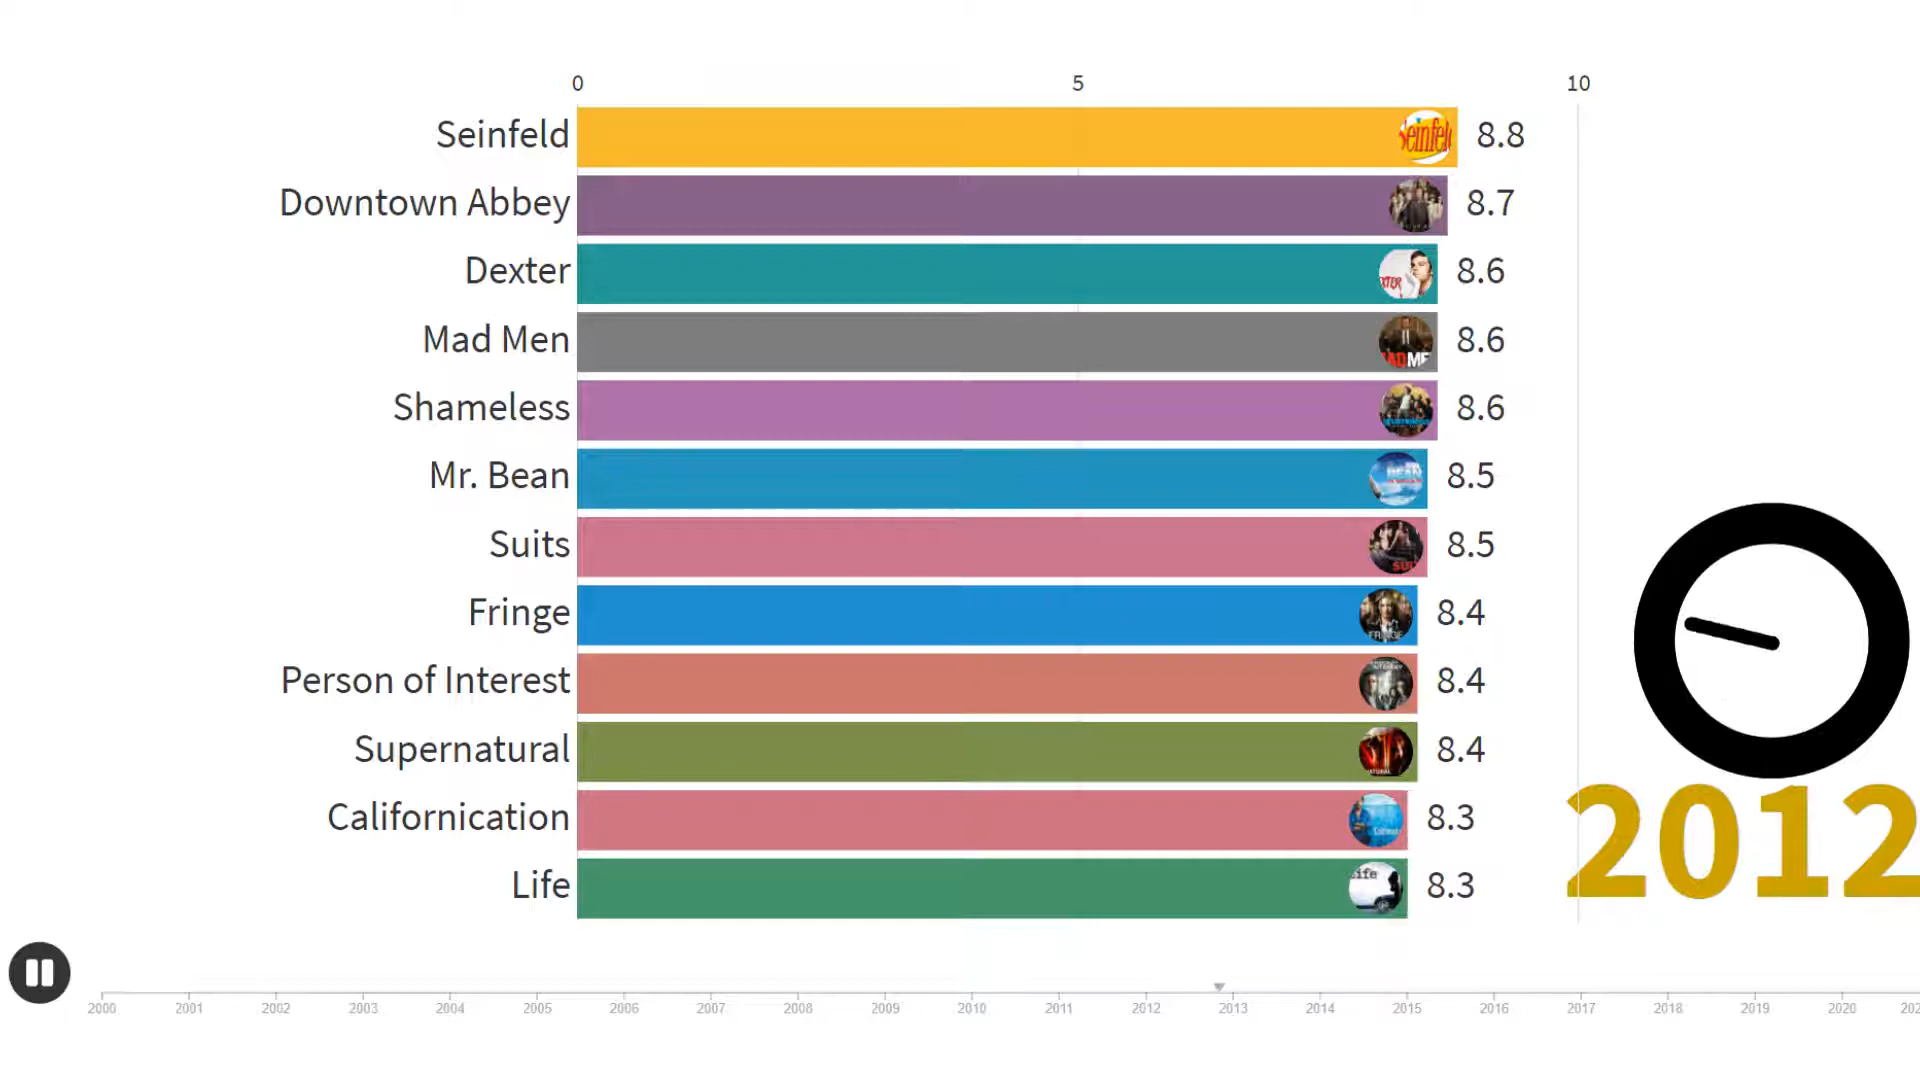 0 5 10
Seinfeld 8.8
Downtown Abbey 8.7
Dexter 8.6
Mad Men 8.6
Shameless 8.6
Mr. Bean 8.5
Suits 8.5
Fringe 8.4
Person of Interest 8.4
Supernatural 8.4
Californication 8.3
Life 8.3
2012
2000 2001 2002 2003 2004 2005 2006 2007 2008 2009 2010 2011 2012 2013 2014 2015 2016 2017 2018 2019 2020 202